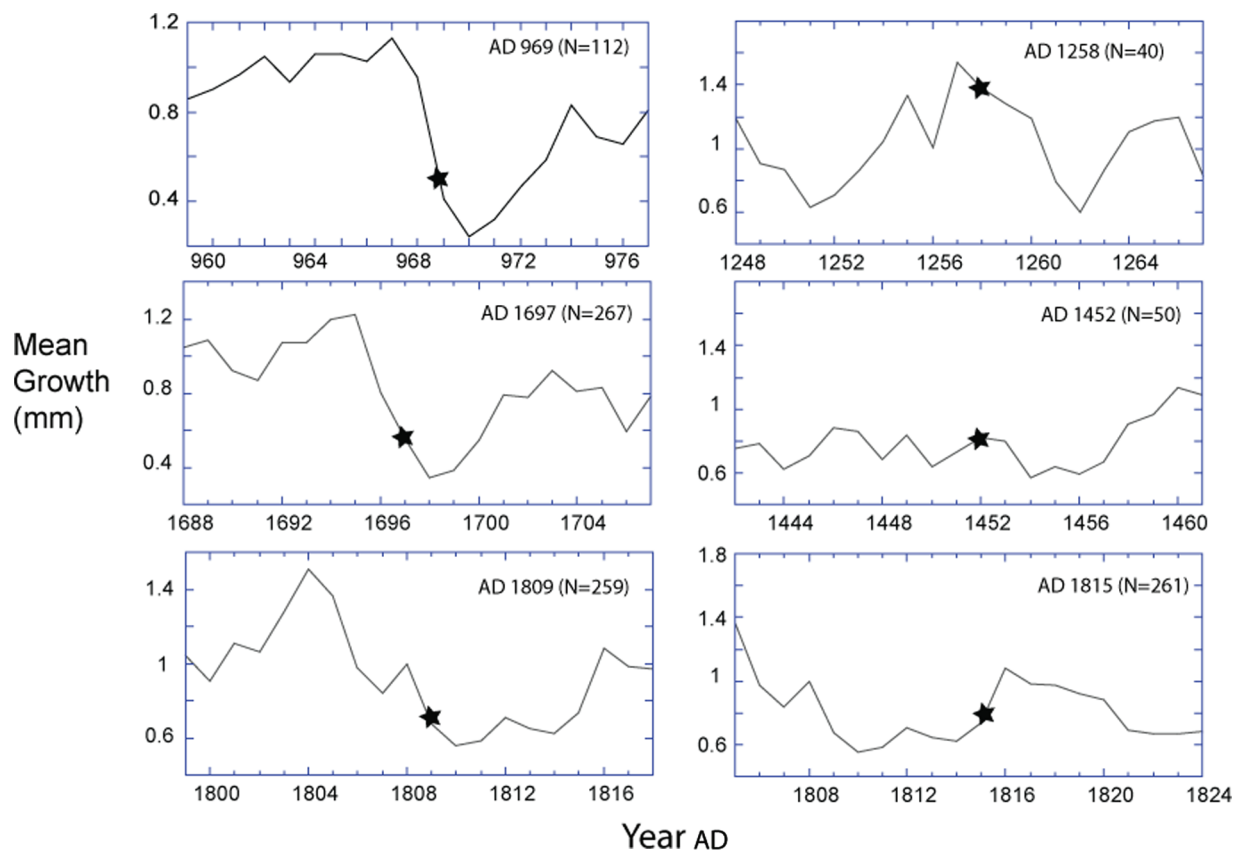 Mean
Growth
(mm)
AD 969 (N=112)
1.2
0.8
0.4
960 964 968 972 976
AD 1258 (N=40)
1.4
1
0.6
1248 1252 1256 1260 1264
AD 1697 (N=267)
1.2
0.8
0.4
1688 1692 1696 1700 1704
AD 1452 (N=50)
1.4
1
0.6
1444 1448 1452 1456 1460
AD 1809 (N=259)
1.4
1
0.6
1800 1804 1808 1812 1816
AD 1815 (N=261)
1.8
1.4
1
0.6
1808 1812 1816 1820 1824
Year AD